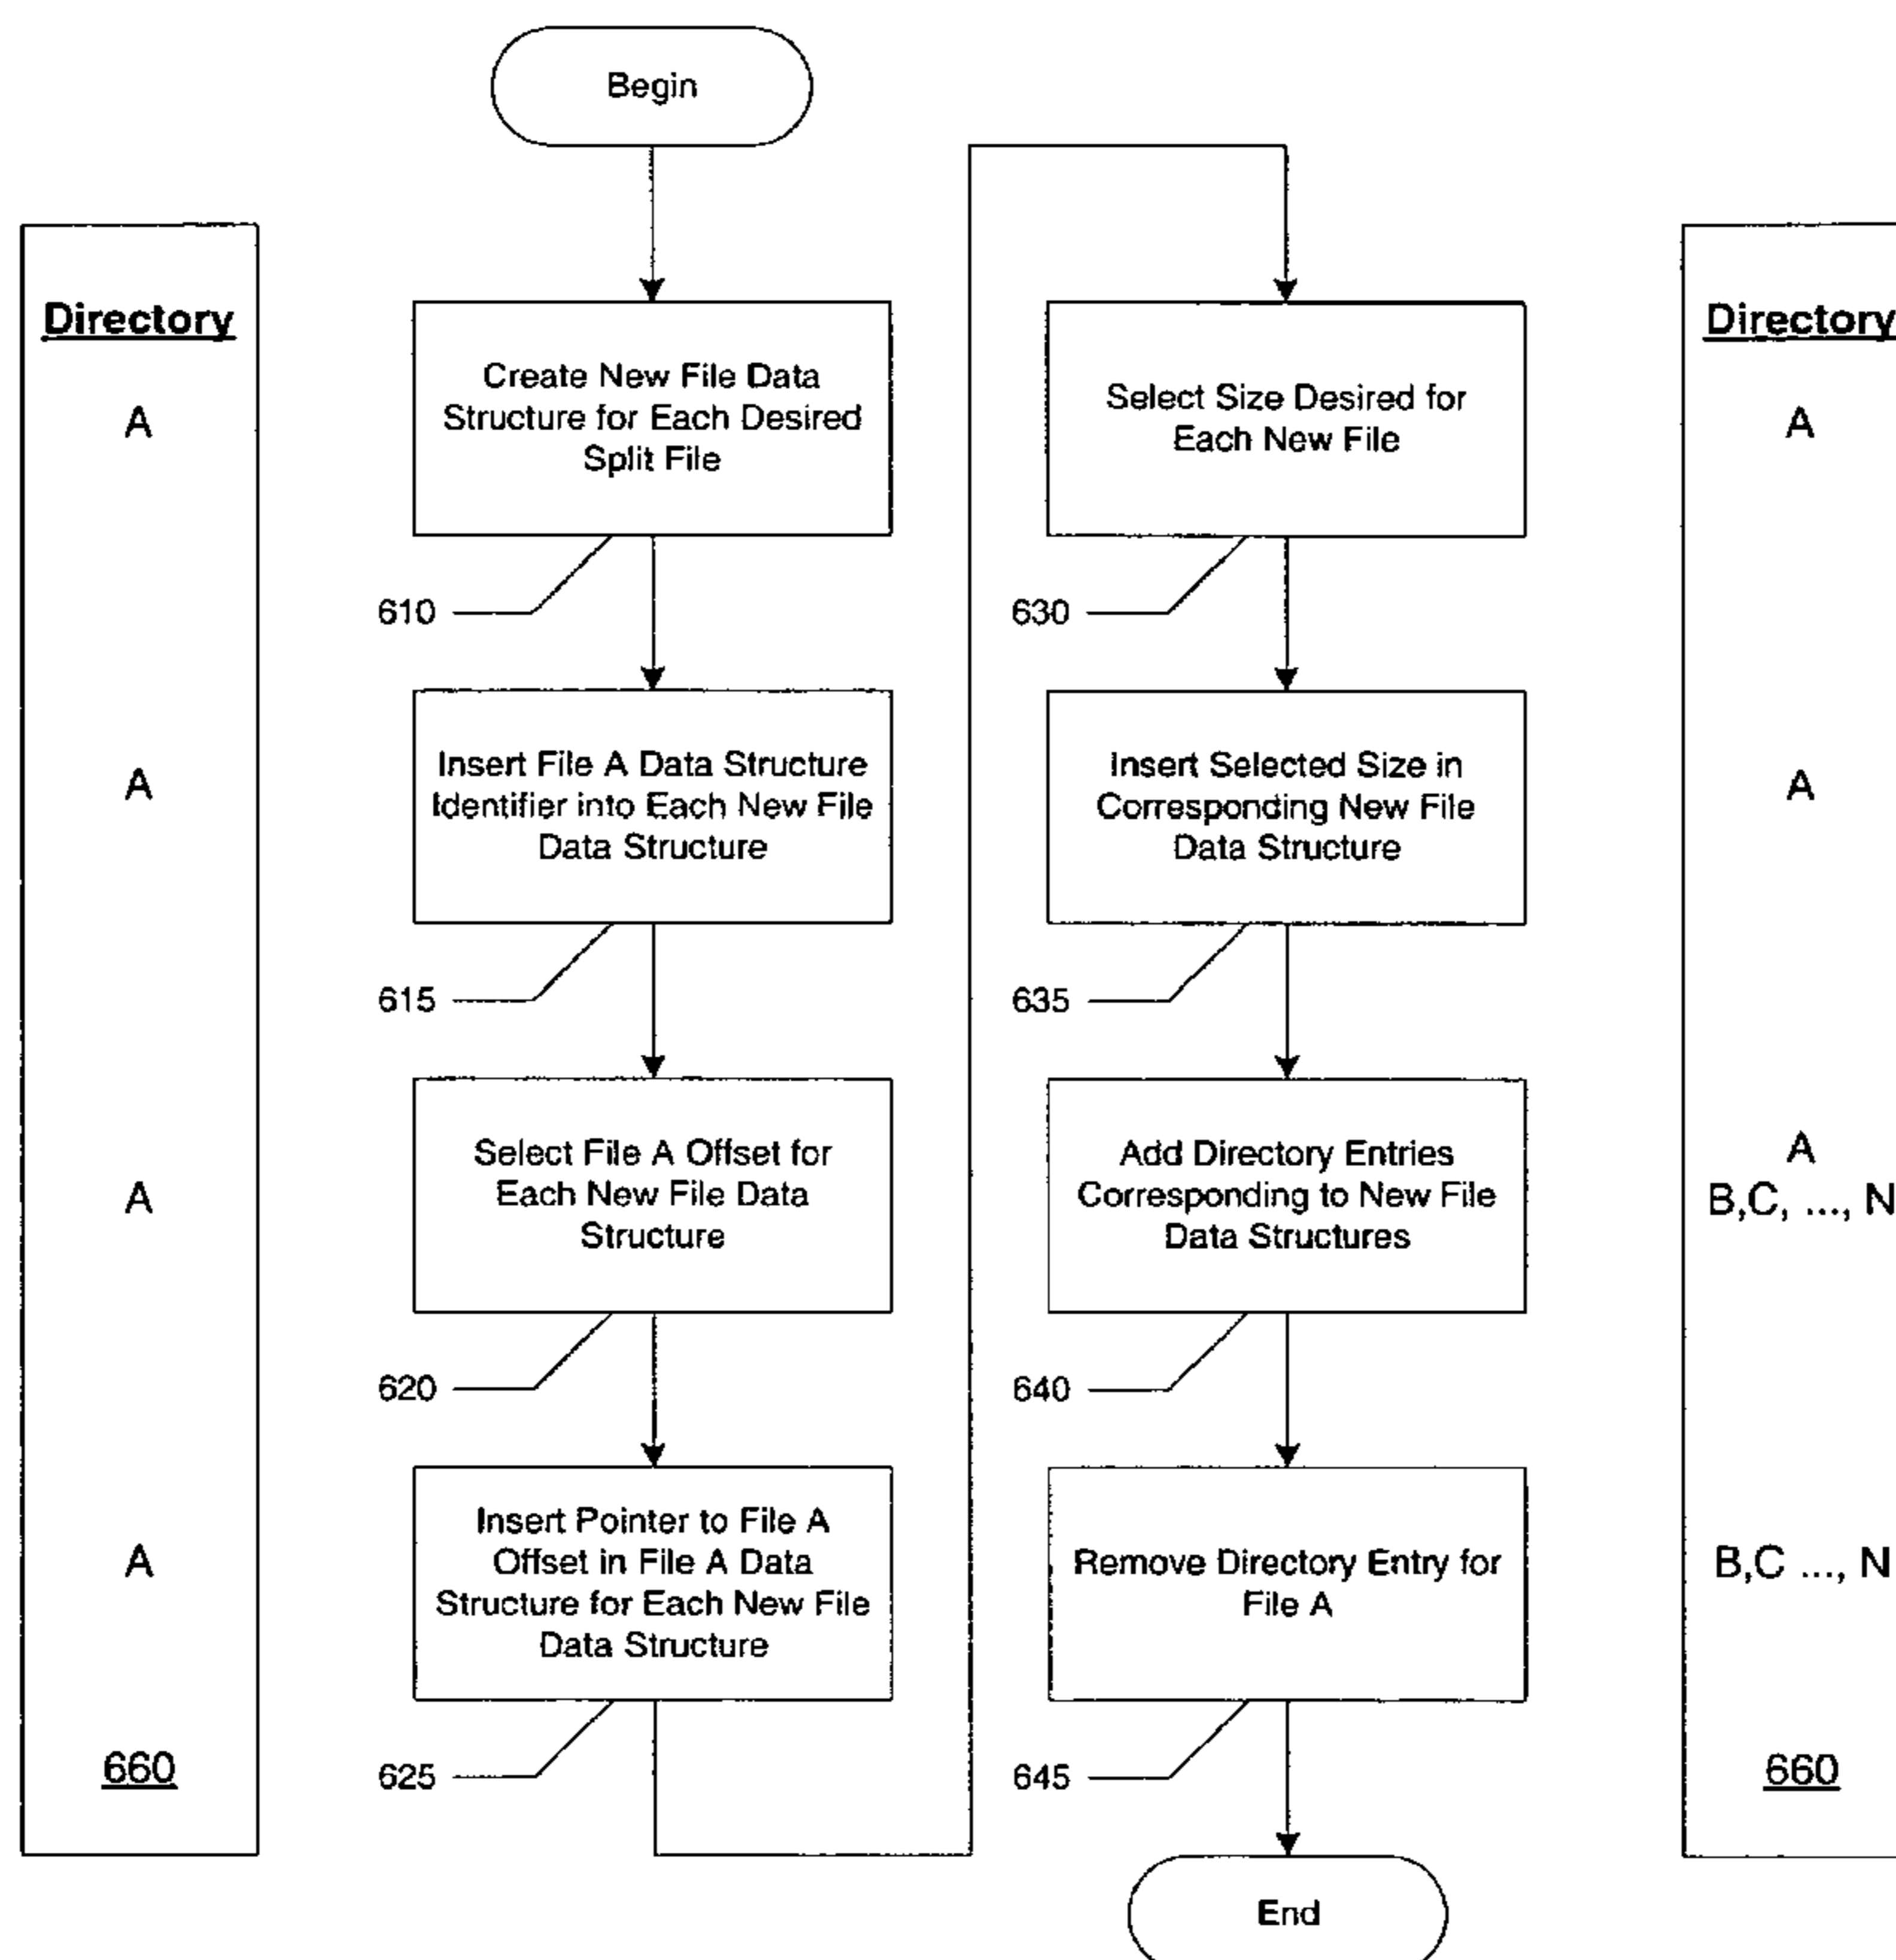 Begin
Directory
A
A
A
A
660
Create New File Data
Structure for Each Desired
Split File
610
Insert File A Data Structure
Identifier into Each New File
Data Structure
615
Select File A Offset for
Each New File Data
Structure
620
Insert Pointer to File A
Offset in File A Data
Structure for Each New File
Data Structure
625
Select Size Desired for
Each New File
630
Insert Selected Size in
Corresponding New File
Data Structure
635
Add Directory Entries
Corresponding to New File
Data Structures
640
Remove Directory Entry for
File A
645
End
Directory
A
A
A
B,C, ..., N
B,C ..., N
660